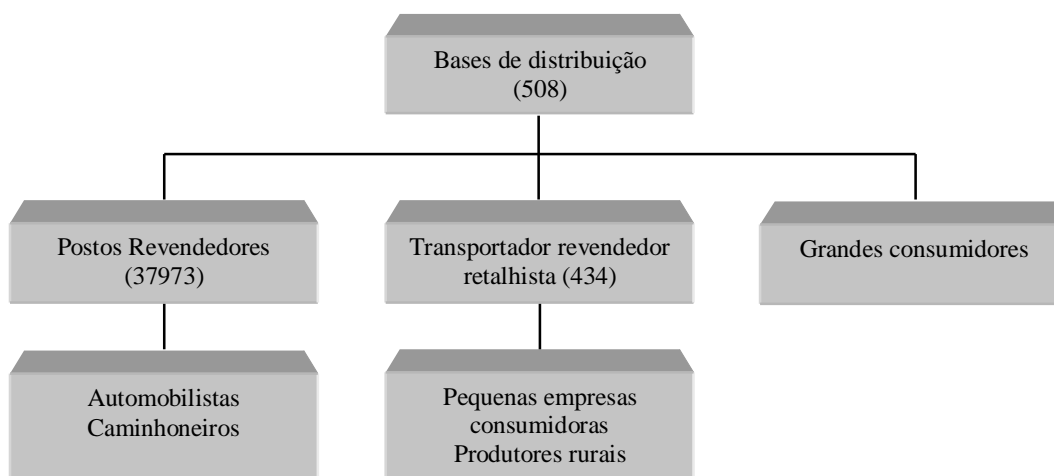 Bases de distribuição
(508)
Postos Revendedores
(37973)
Transportador revendedor
retalhista (434)
Grandes consumidores
Automobilistas
Caminhoneiros
Pequenas empresas
consumidoras
Produtores rurais